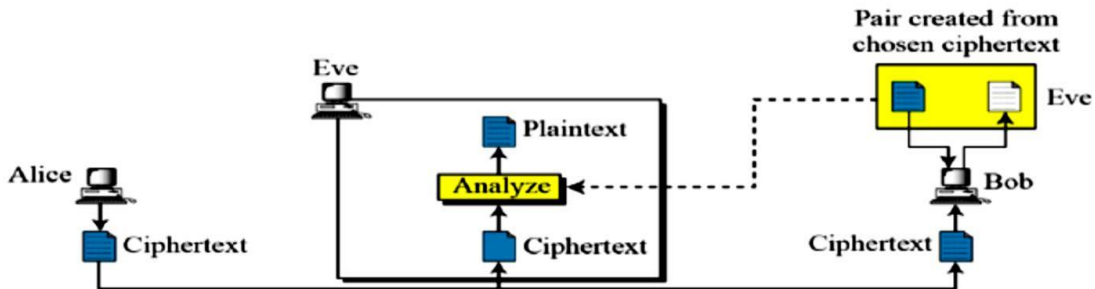 Pair created from
chosen ciphertext
Eve
Eve
Plaintext
Alice
Analyze
Bob
Ciphertext
Ciphertext
Ciphertext